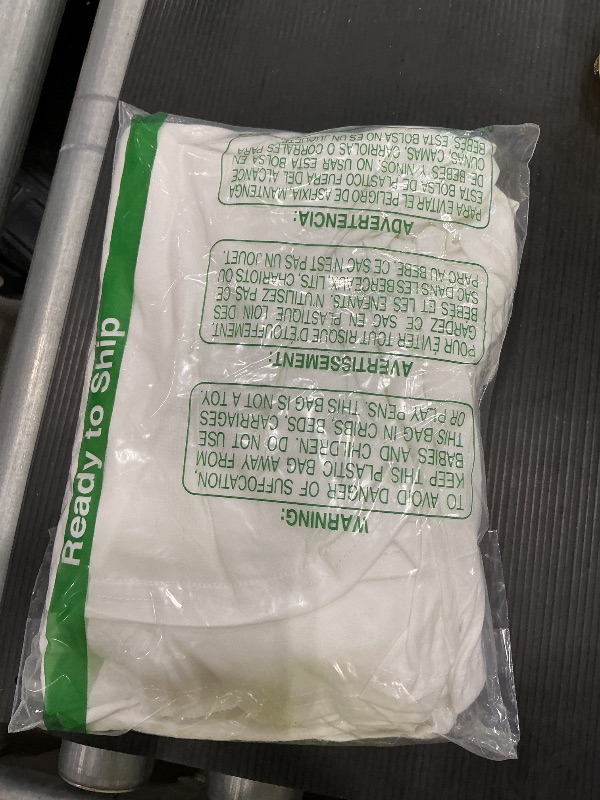 Ready to Ship
WARNING:
TO AVOID DANGER OF SUFFOCATION,
KEEP THIS PLASTIC BAG AWAY FROM
BABIES AND CHILDREN. DO NOT USE
THIS BAG IN CRIBS, BEDS, CARRIAGES
OR PLAY PENS. THIS BAG IS NOT A TOY.
AVERTISSEMENT:
POUR ÉVITER TOUT RISQUE D'ÉTOUFFEMENT,
GARDEZ CE SAC EN PLASTIQUE LOIN DES
BÉBÉS ET LES ENFANTS. N'UTILISEZ PAS CE
SAC DANS LES BERCEAUX, LITS, CHARIOTS OU
PARC AU BÉBÉ. CE SAC N'EST PAS UN JOUET.
ADVERTENCIA:
PARA EVITAR EL PELIGRO DE ASFIXIA, MANTENGA
ESTA BOLSA DE PLASTICO FUERA DEL ALCANCE
DE BEBES Y NINOS. NO USAR ESTA BOLSA EN
CUNAS, CAMAS, CARRIOLAS O CORRALES PARA
BEBES. ESTA BOLSA NO ES UN